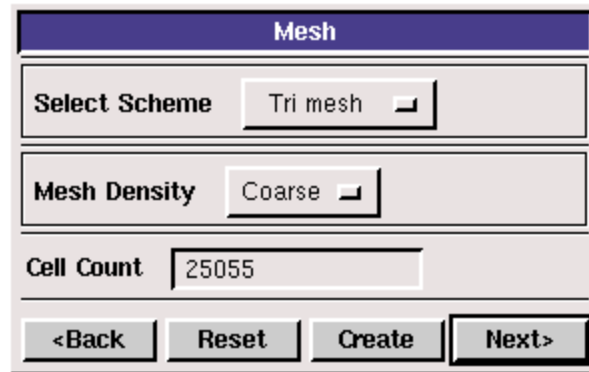 Mesh
Select Scheme Tri mesh
Mesh Density Coarse
Cell Count 25055
<Back Reset Create Next>